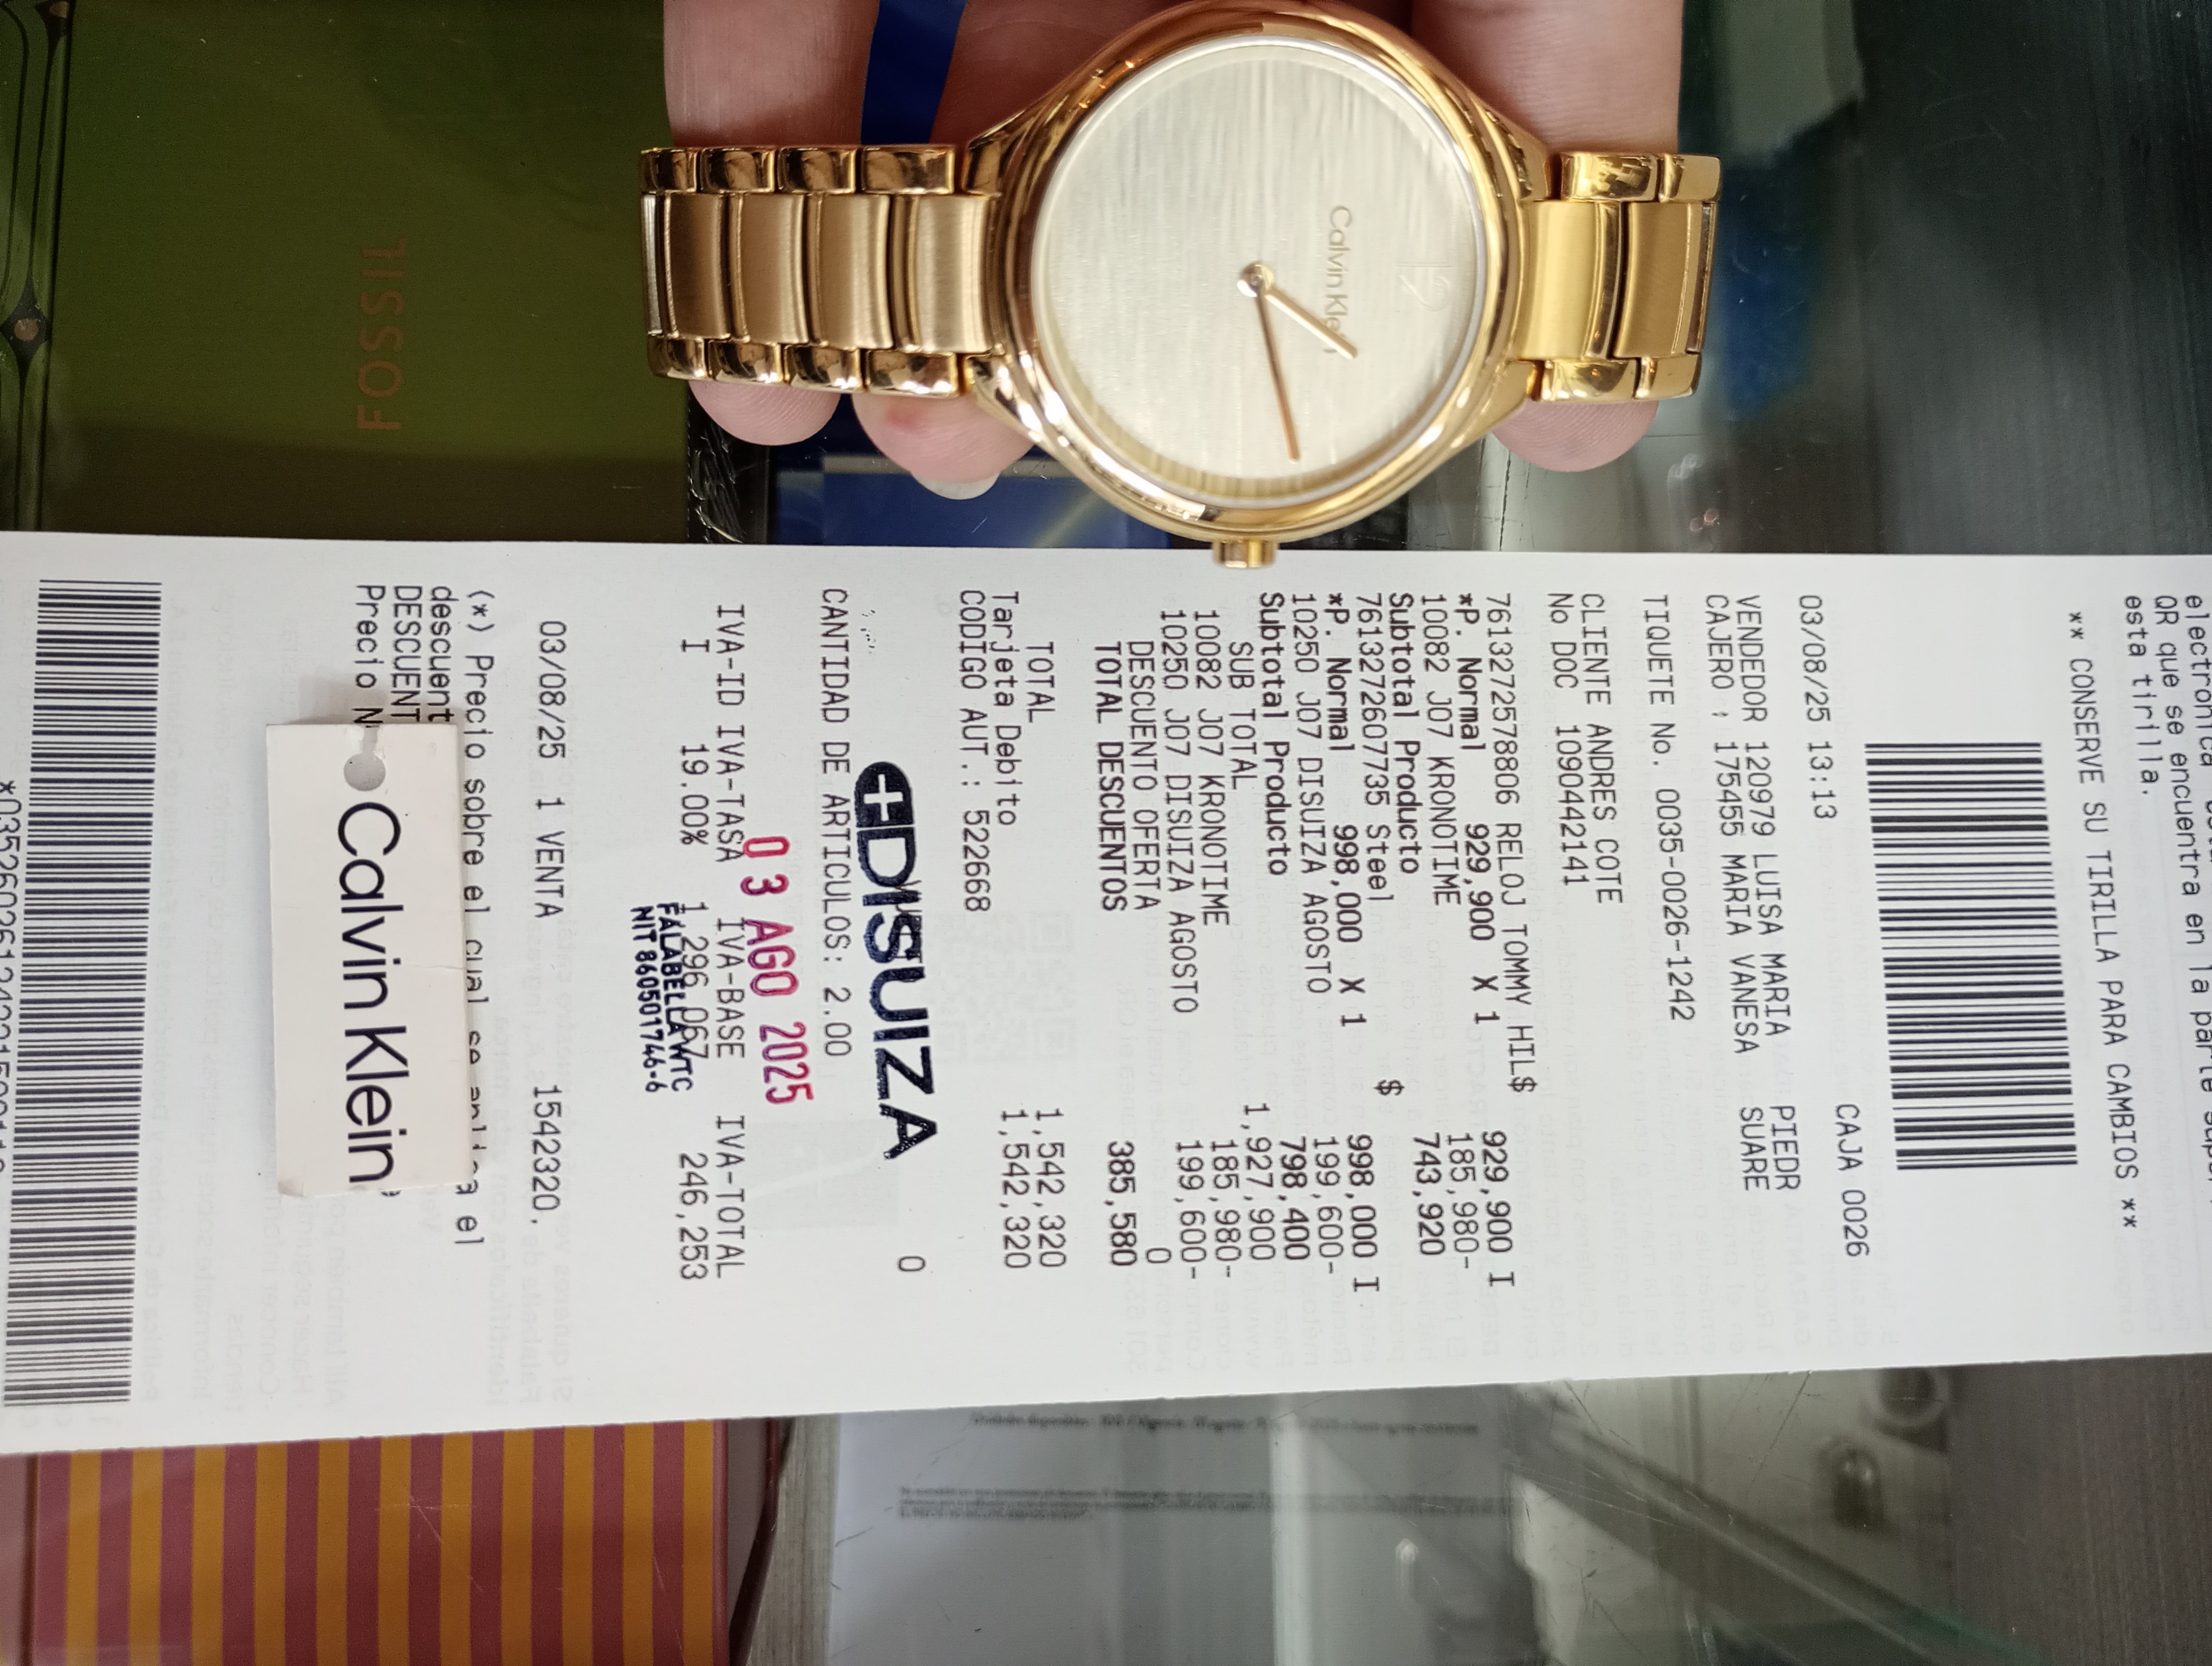 Calvin Klein
12
FOSSIL
esta tirilla.
QR que se encuentra en la parte super
** CONSERVE SU TIRILLA PARA CAMBIOS **
03/08/25 13:13 CAJA 0026
VENDEDOR 120979 LUISA MARIA PIEDR
CAJERO : 175455 MARIA VANESA SUARE
TIQUETE No. 0035-0026-1242
CLIENTE ANDRES COTE
No DOC 1090442141
7613272578806 RELOJ TOMMY HIL$ 929,900 I
*P. Normal 929,900 X 1
10082 J07 KRONOTIME 185,980-
Subtotal Producto 743,920
7613272607735 Steel $ 998,000 I
*P. Normal 998,000 X 1
10250 J07 DISUIZA AGOSTO 199,600-
Subtotal Producto 798,400
SUB TOTAL 1,927,900
10082 J07 KRONOTIME 185,980-
10250 J07 DISUIZA AGOSTO 199,600-
DESCUENTO OFERTA 0
TOTAL DESCUENTOS 385,580
TOTAL 1,542,320
Tarjeta Debito 1,542,320
CODIGO AUT.: 522668
0
DISUIZA
CANTIDAD DE ARTICULOS: 2.00
03 AGO 2025
IVA-ID IVA-TASA IVA-BASE IVA-TOTAL
I 19.00% 1,296,067 246,253
FALABELLA WTC
NIT 860501746-6
03/08/25 1 VENTA 1542320.
(*) Precio sobre el cual se aplica el
descuent
DESCUENT
Precio N
Calvin Klein